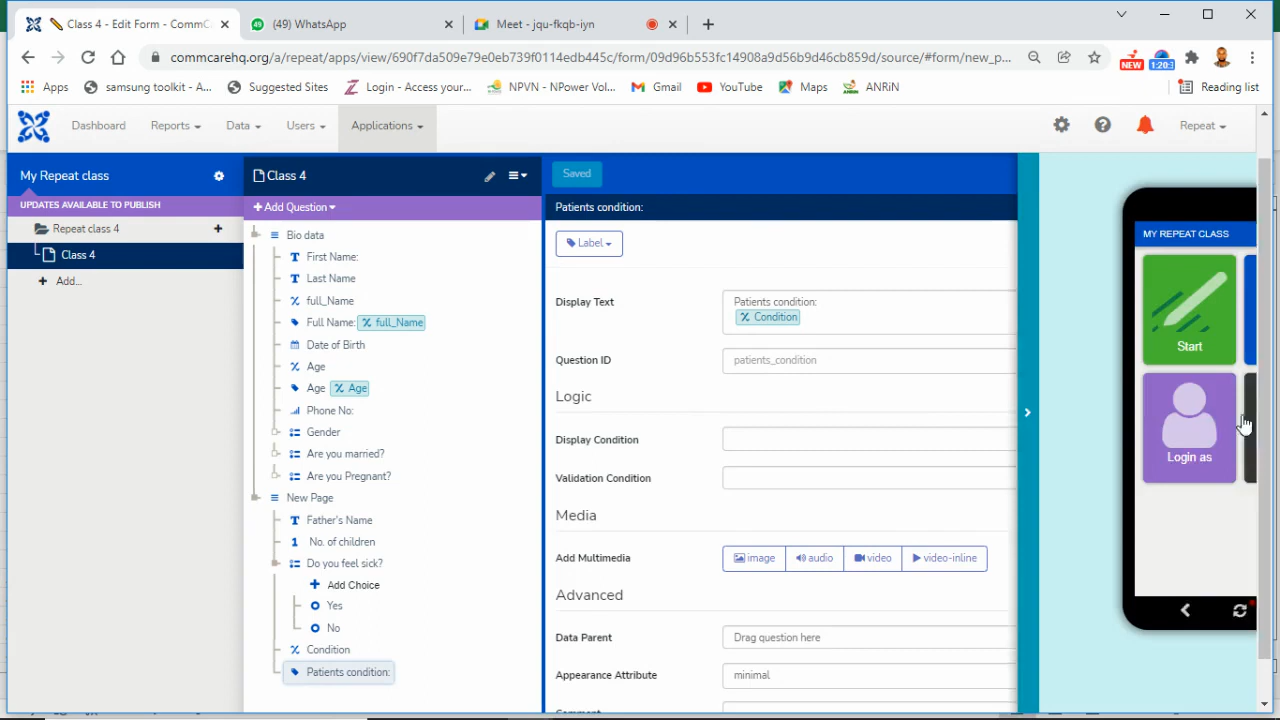 Class 4 - Edit Form - CommC
(49) WhatsApp
Meet - jqu-fkqb-iyn
commcarehq.org/a/repeat/apps/view/690f7da509e79e0eb739f0114edb445c/form/09d96b553fc14908a9d56b9d46cb859d/source/#form/new_p...
NEW
1:20:3
Apps
samsung toolkit - A...
Suggested Sites
Login - Access your...
NPVN - NPower Vol...
Gmail
YouTube
Maps
ANRiN
Reading list
Dashboard
Reports
Data
Users
Applications
Repeat
My Repeat class
UPDATES AVAILABLE TO PUBLISH
Repeat class 4
Class 4
Add...
Class 4
Add Question
Bio data
First Name:
Last Name
full_Name
Full Name: full_Name
Date of Birth
Age
Age Age
Phone No:
Gender
Are you married?
Are you Pregnant?
New Page
Father's Name
No. of children
Do you feel sick?
Add Choice
Yes
No
Condition
Patients condition:
Saved
Patients condition:
Label
Display Text
Patients condition:
Condition
Question ID
patients_condition
Logic
Display Condition
Validation Condition
Media
Add Multimedia
image
audio
video
video-inline
Advanced
Data Parent
Drag question here
Appearance Attribute
minimal
MY REPEAT CLASS
Start
Login as